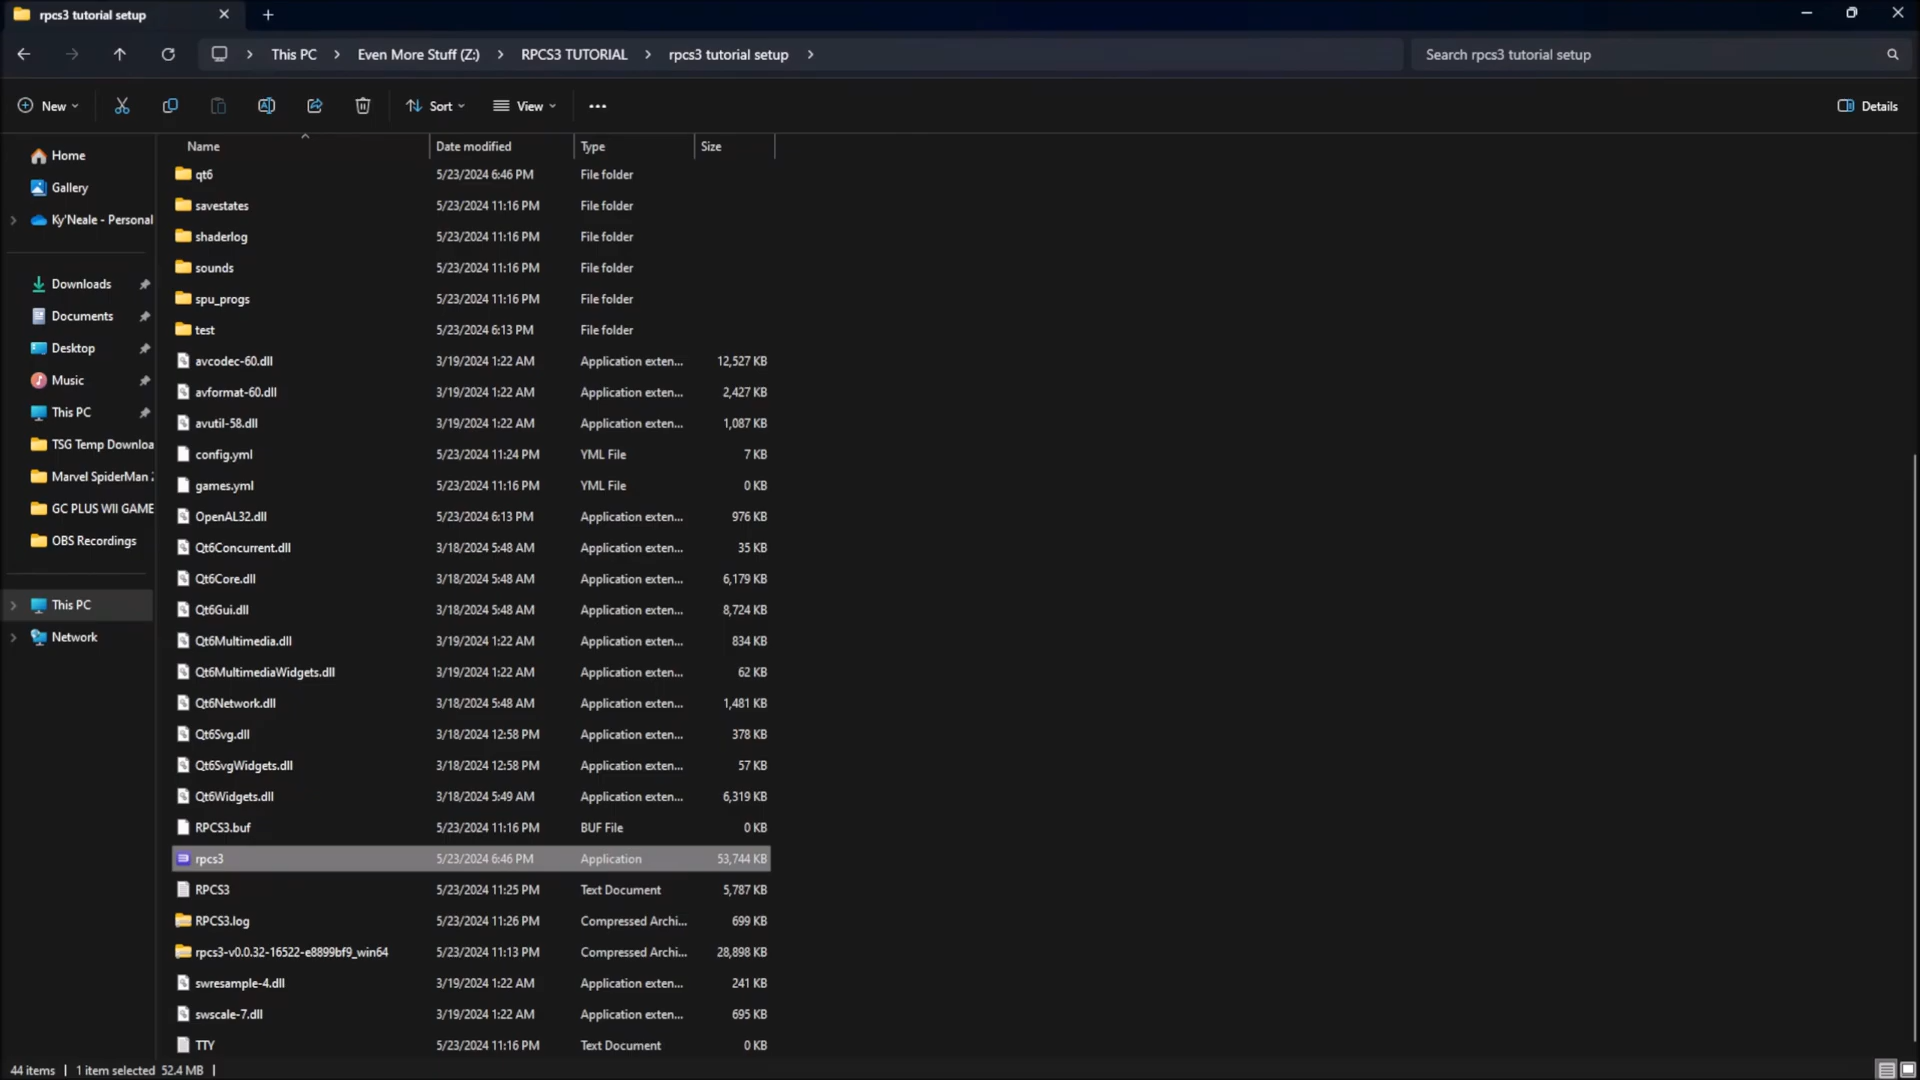 rpcs3 tutorial setup
This PC > Even More Stuff (Z:) > RPCS3 TUTORIAL > rpcs3 tutorial setup >
Search rpcs3 tutorial setup
New
Sort
View
Details
Home
Gallery
Ky'Neale - Personal
Downloads
Documents
Desktop
Music
This PC
TSG Temp Downloa
Marvel SpiderMan 2
GC PLUS WII GAME
OBS Recordings
This PC
Network
Name Date modified Type Size
qt6 5/23/2024 6:46 PM File folder
savestates 5/23/2024 11:16 PM File folder
shaderlog 5/23/2024 11:16 PM File folder
sounds 5/23/2024 11:16 PM File folder
spu_progs 5/23/2024 11:16 PM File folder
test 5/23/2024 6:13 PM File folder
avcodec-60.dll 3/19/2024 1:22 AM Application exten... 12,527 KB
avformat-60.dll 3/19/2024 1:22 AM Application exten... 2,427 KB
avutil-58.dll 3/19/2024 1:22 AM Application exten... 1,087 KB
config.yml 5/23/2024 11:24 PM YML File 7 KB
games.yml 5/23/2024 11:16 PM YML File 0 KB
OpenAL32.dll 5/23/2024 6:13 PM Application exten... 976 KB
Qt6Concurrent.dll 3/18/2024 5:48 AM Application exten... 35 KB
Qt6Core.dll 3/18/2024 5:48 AM Application exten... 6,179 KB
Qt6Gui.dll 3/18/2024 5:48 AM Application exten... 8,724 KB
Qt6Multimedia.dll 3/19/2024 1:22 AM Application exten... 834 KB
Qt6MultimediaWidgets.dll 3/19/2024 1:22 AM Application exten... 62 KB
Qt6Network.dll 3/18/2024 5:48 AM Application exten... 1,481 KB
Qt6Svg.dll 3/18/2024 12:58 PM Application exten... 378 KB
Qt6SvgWidgets.dll 3/18/2024 12:58 PM Application exten... 57 KB
Qt6Widgets.dll 3/18/2024 5:49 AM Application exten... 6,319 KB
RPCS3.buf 5/23/2024 11:16 PM BUF File 0 KB
rpcs3 5/23/2024 6:46 PM Application 53,744 KB
RPCS3 5/23/2024 11:25 PM Text Document 5,787 KB
RPCS3.log 5/23/2024 11:26 PM Compressed Archi... 699 KB
rpcs3-v0.0.32-16522-e8899bf9_win64 5/23/2024 11:13 PM Compressed Archi... 28,898 KB
swresample-4.dll 3/19/2024 1:22 AM Application exten... 241 KB
swscale-7.dll 3/19/2024 1:22 AM Application exten... 695 KB
TTY 5/23/2024 11:16 PM Text Document 0 KB
44 items | 1 item selected 52.4 MB |